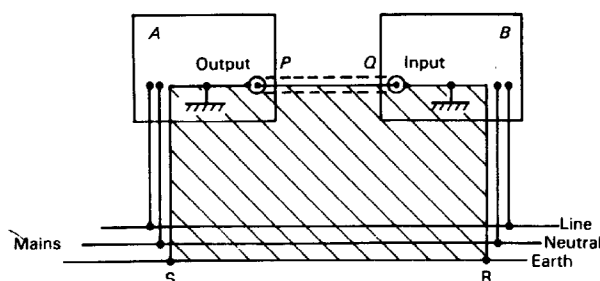 A
B
Output
P
Q
Input
Line
Mains
Neutral
Earth
S
R